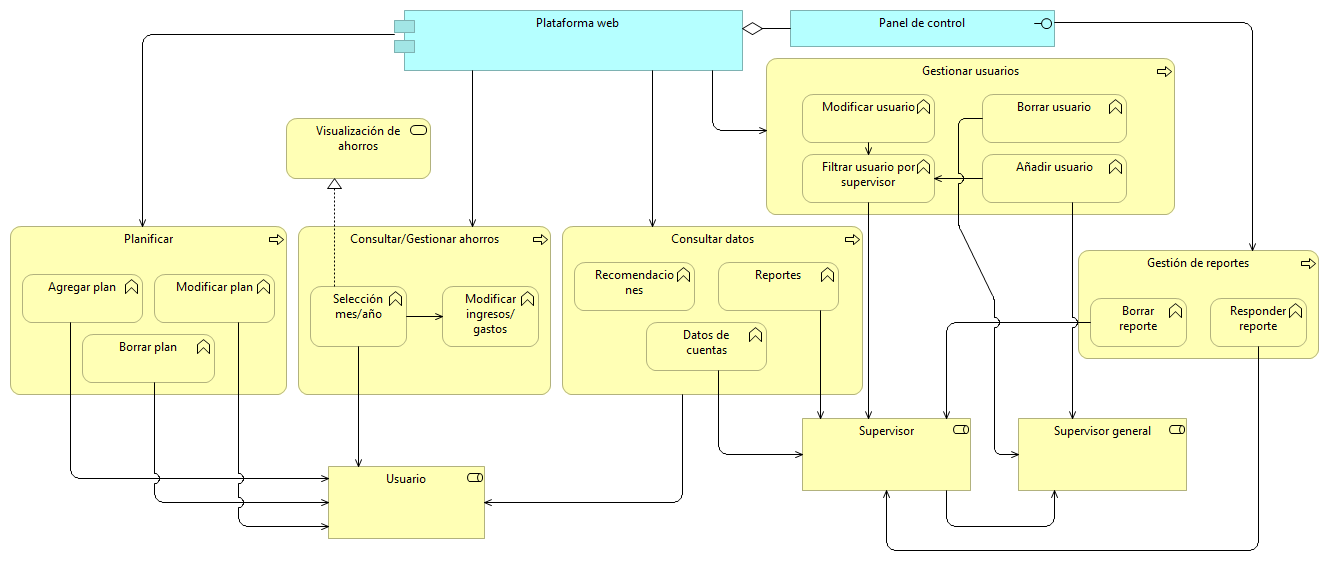 Plataforma web
Panel de control
Gestionar usuarios
Modificar usuario
Borrar usuario
Filtrar usuario por
supervisor
Añadir usuario
Visualización de
ahorros
Planificar
Agregar plan
Modificar plan
Borrar plan
Consultar/Gestionar ahorros
Selección
mes/año
Modificar
ingresos/
gastos
Consultar datos
Recomendacio
nes
Reportes
Datos de
cuentas
Gestión de reportes
Borrar
reporte
Responder
reporte
Supervisor
Supervisor general
Usuario